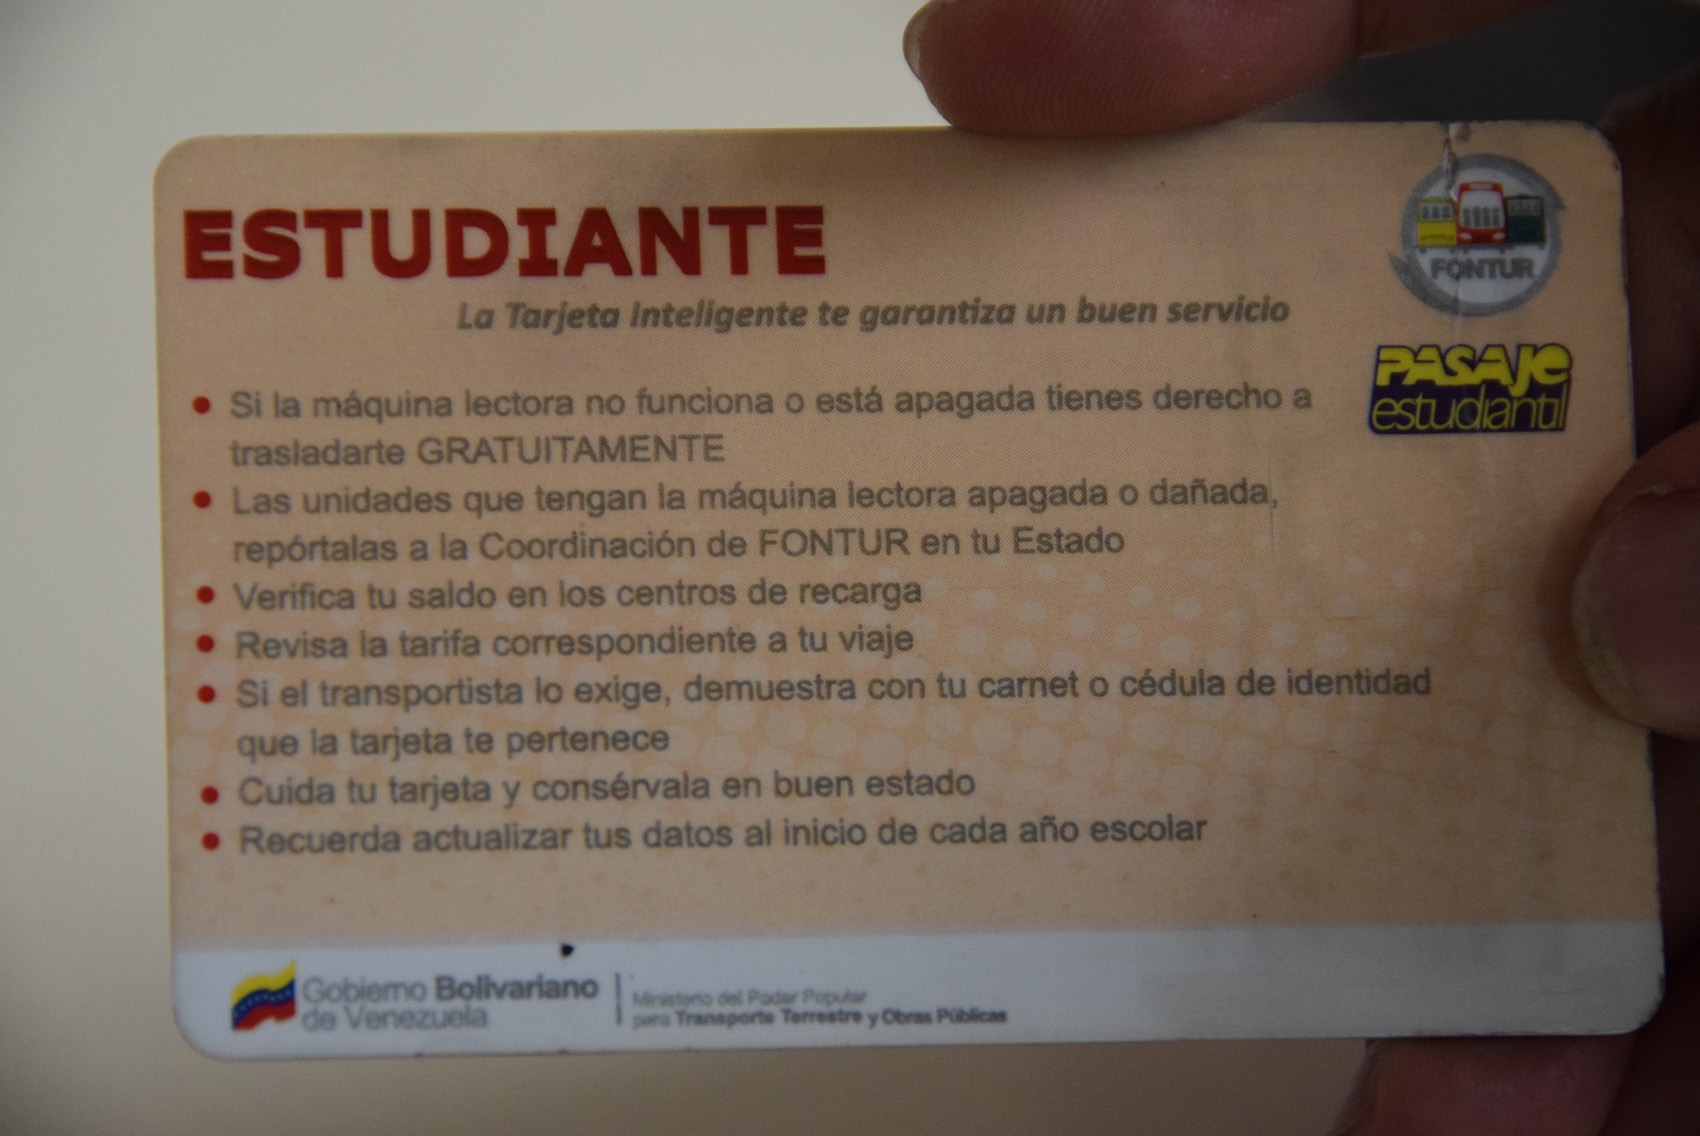 ESTUDIANTE
La Tarjeta Inteligente te garantiza un buen servicio
FONTUR
PASAJE
estudiantil
• Si la máquina lectora no funciona o está apagada tienes derecho a
trasladarte GRATUITAMENTE
• Las unidades que tengan la máquina lectora apagada o dañada,
repórtalas a la Coordinación de FONTUR en tu Estado
• Verifica tu saldo en los centros de recarga
• Revisa la tarifa correspondiente a tu viaje
• Si el transportista lo exige, demuestra con tu carnet o cédula de identidad
que la tarjeta te pertenece
• Cuida tu tarjeta y consérvala en buen estado
• Recuerda actualizar tus datos al inicio de cada año escolar
Gobierno Bolivariano
de Venezuela
Ministerio del Poder Popular
para Transporte Terrestre y Obras Públicas